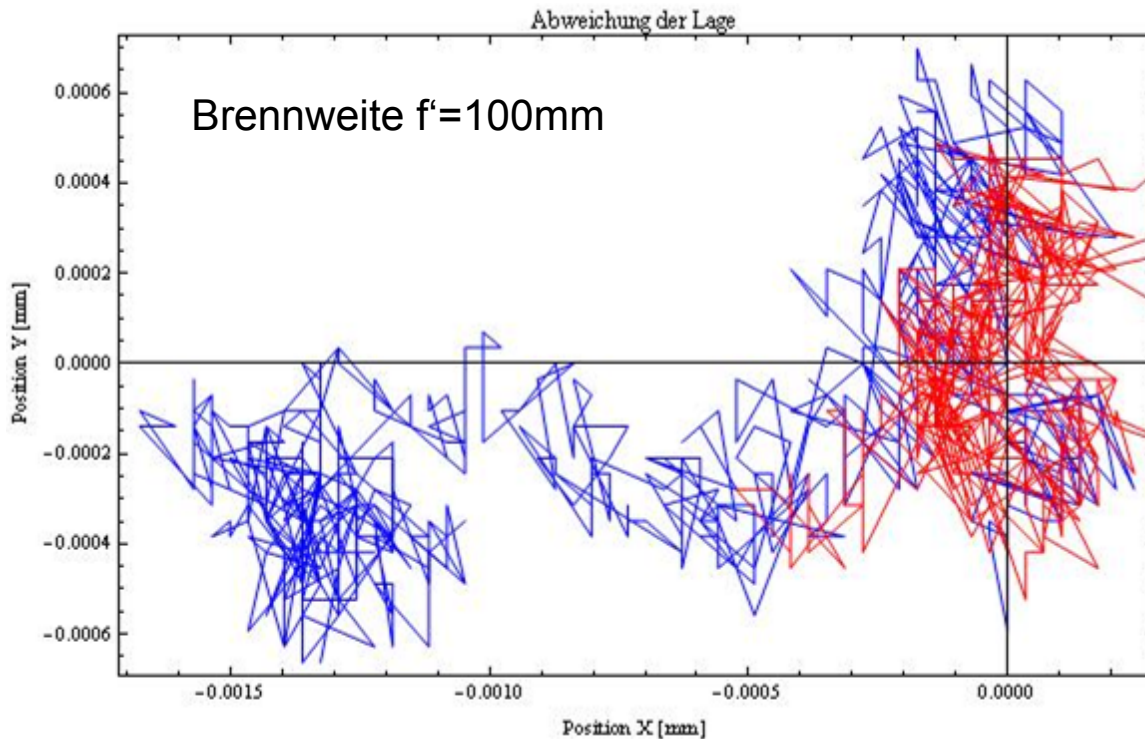 Abweichung der Lage
Brennweite f‘=100mm
Position Y [mm]
0.0006
0.0004
0.0002
0.0000
−0.0002
−0.0004
−0.0006
−0.0015
−0.0010
−0.0005
0.0000
Position X [mm]